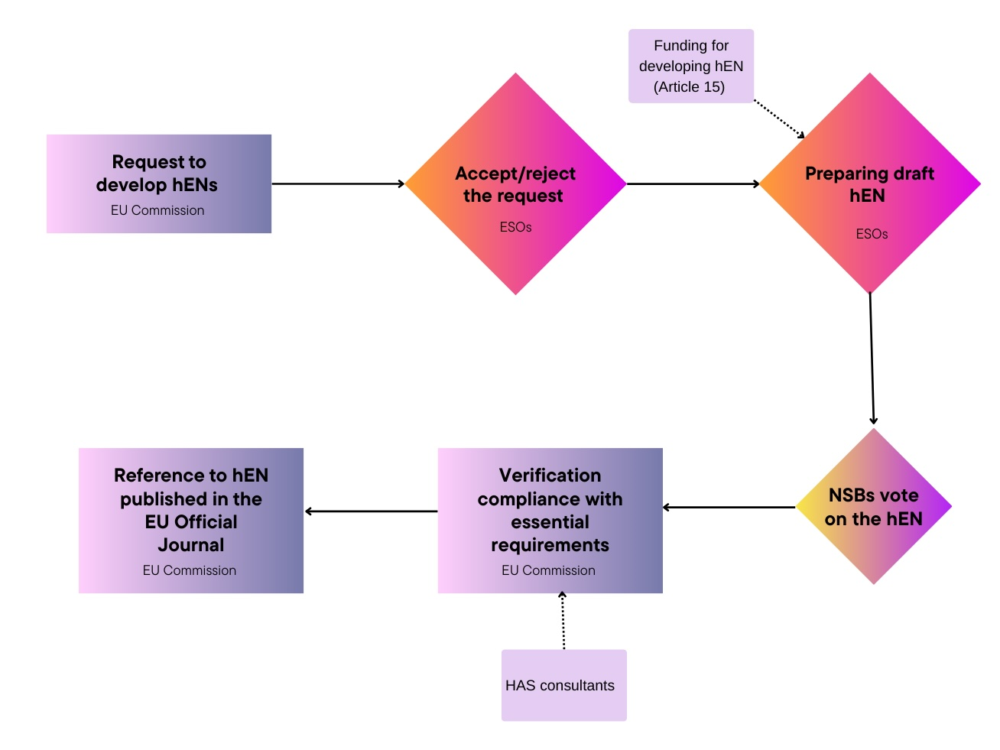 Funding for
developing hEN
(Article 15)
Request to
develop hENs
EU Commission
Accept/reject
the request
ESOs
Preparing draft
hEN
ESOs
Reference to hEN
published in the
EU Official
Journal
EU Commission
Verification
compliance with
essential
requirements
EU Commission
NSBs vote
on the hEN
HAS consultants